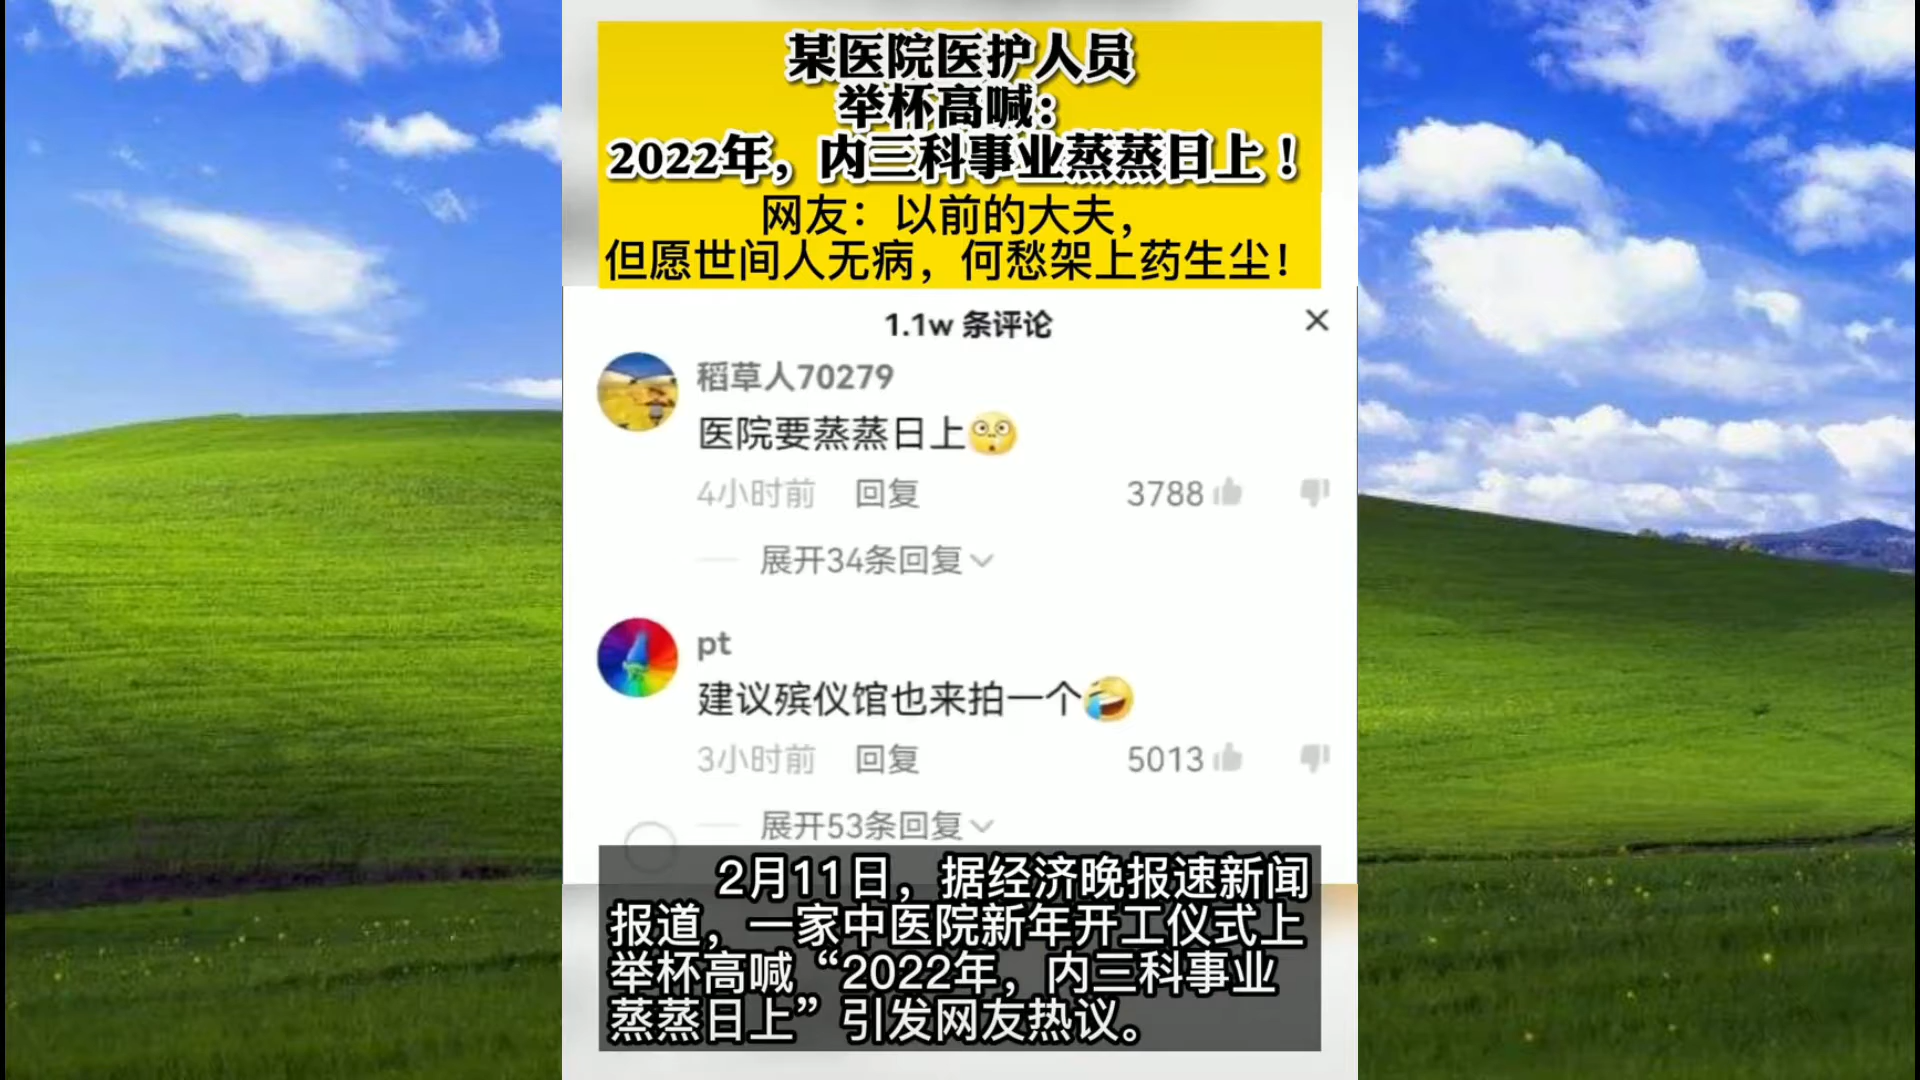 某医院医护人员
举杯高喊：
2022年，内三科事业蒸蒸日上！
网友：以前的大夫，
但愿世间人无病，何愁架上药生尘！
1.1w 条评论
稻草人70279
医院要蒸蒸日上
4小时前 回复 3788
展开34条回复
pt
建议殡仪馆也来拍一个
3小时前 回复 5013
展开53条回复
2月11日，据经济晚报速新闻
报道，一家中医院新年开工仪式上
举杯高喊“2022年，内三科事业
蒸蒸日上”引发网友热议。